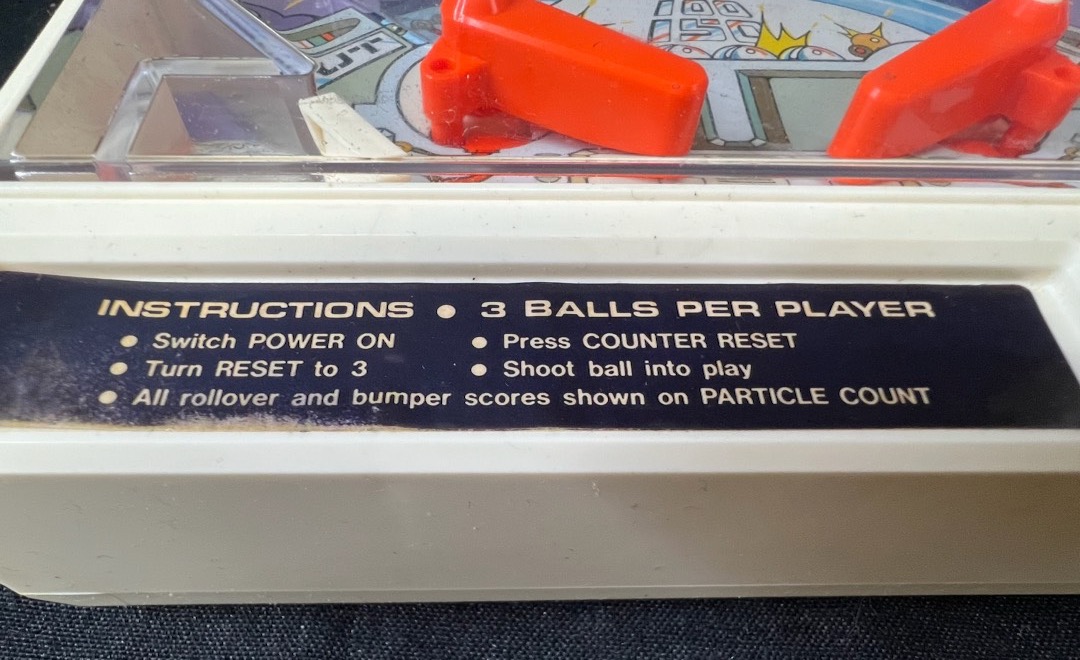 INSTRUCTIONS • 3 BALLS PER PLAYER
• Switch POWER ON • Press COUNTER RESET
• Turn RESET to 3 • Shoot ball into play
• All rollover and bumper scores shown on PARTICLE COUNT